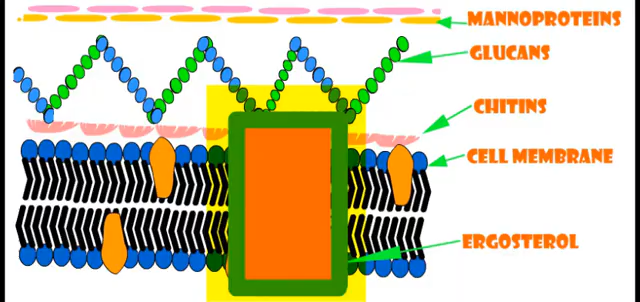 MANNOPROTEINS
GLUCANS
CHITINS
CELL MEMBRANE
ERGOSTEROL